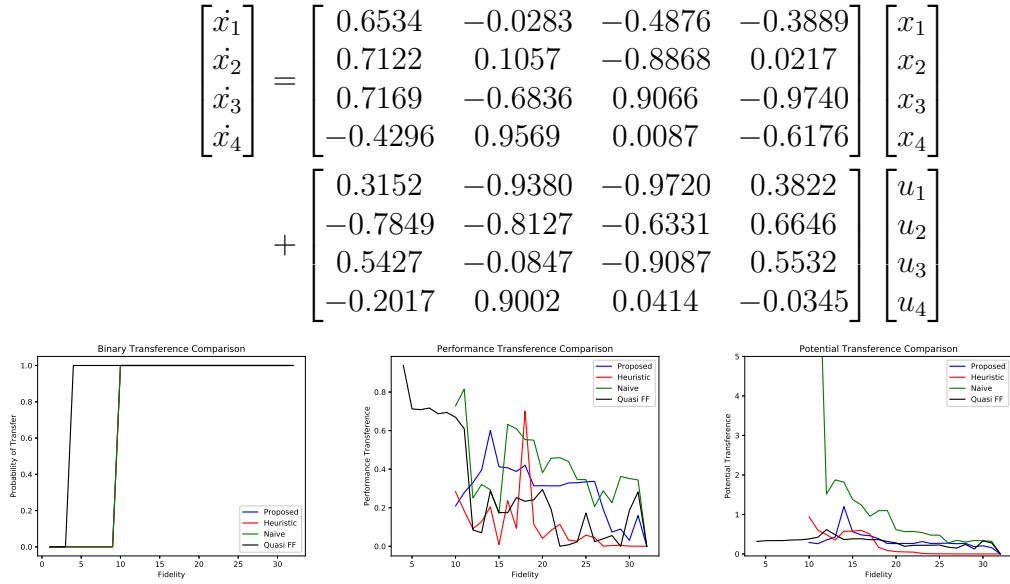 ẋ₁ 0.6534 −0.0283 −0.4876 −0.3889 x₁
ẋ₂ 0.7122 0.1057 −0.8868 0.0217 x₂
=
ẋ₃ 0.7169 −0.6836 0.9066 −0.9740 x₃
ẋ₄ −0.4296 0.9569 0.0087 −0.6176 x₄
0.3152 −0.9380 −0.9720 0.3822 u₁
−0.7849 −0.8127 −0.6331 0.6646 u₂
+
0.5427 −0.0847 −0.9087 0.5532 u₃
−0.2017 0.9002 0.0414 −0.0345 u₄
Binary Transference Comparison
Probability of Transfer
1.0
0.8
0.6
0.4
0.2
0.0
Proposed
Heuristic
Naive
Quasi FF
0 5 10 15 20 25 30
Fidelity
Performance Transference Comparison
Performance Transference
0.8
0.6
0.4
0.2
0.0
Proposed
Heuristic
Naive
Quasi FF
5 10 15 20 25 30
Fidelity
Potential Transference Comparison
Potential Transference
5
4
3
2
1
0
Proposed
Heuristic
Naive
Quasi FF
5 10 15 20 25 30
Fidelity